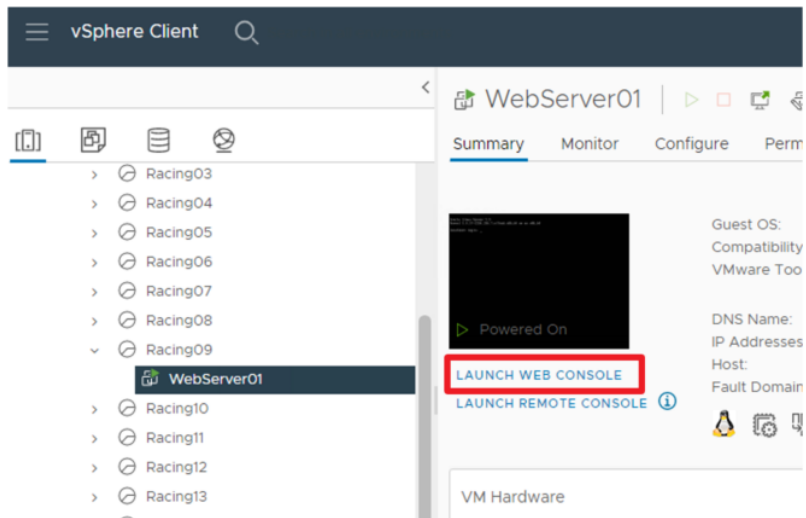 vSphere Client
WebServer01
Summary Monitor Configure Perm
Racing03
Racing04
Racing05
Racing06
Racing07
Racing08
Racing09
WebServer01
Racing10
Racing11
Racing12
Racing13
Powered On
LAUNCH WEB CONSOLE
LAUNCH REMOTE CONSOLE
Guest OS:
Compatibility
VMware Too
DNS Name:
IP Addresses
Host:
Fault Domain
VM Hardware